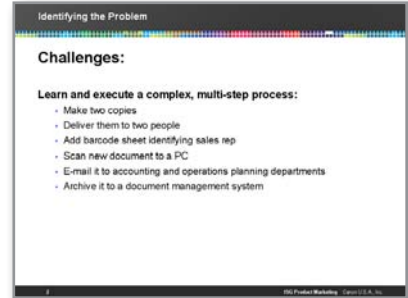 Identifying the Problem
Challenges:
Learn and execute a complex, multi-step process:
- Make two copies
- Deliver them to two people
- Add barcode sheet identifying sales rep
- Scan new document to a PC
- E-mail it to accounting and operations planning departments
- Archive it to a document management system
ISG Product Marketing Canon U.S.A., Inc.